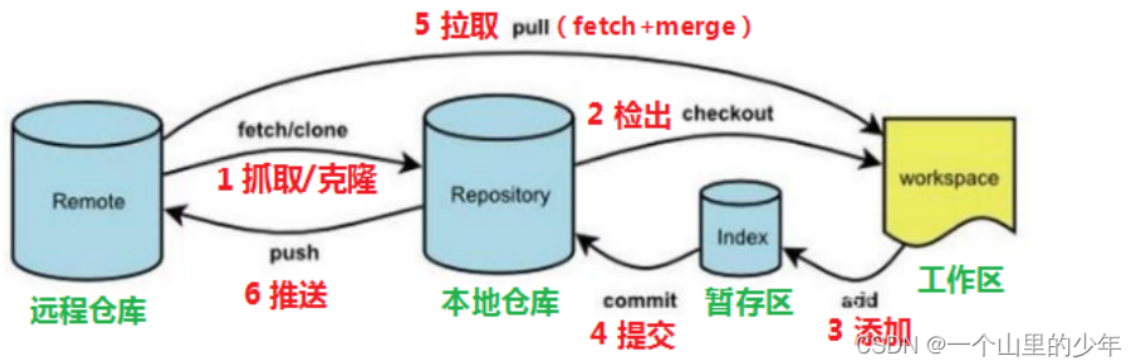 5 拉取 pull ( fetch+merge )
fetch/clone
1 抓取/克隆
2 检出 checkout
Remote
Repository
Index
workspace
push
6 推送
commit
4 提交
add
3 添加
远程仓库
本地仓库
暂存区
工作区
CSDN @一个山里的少年